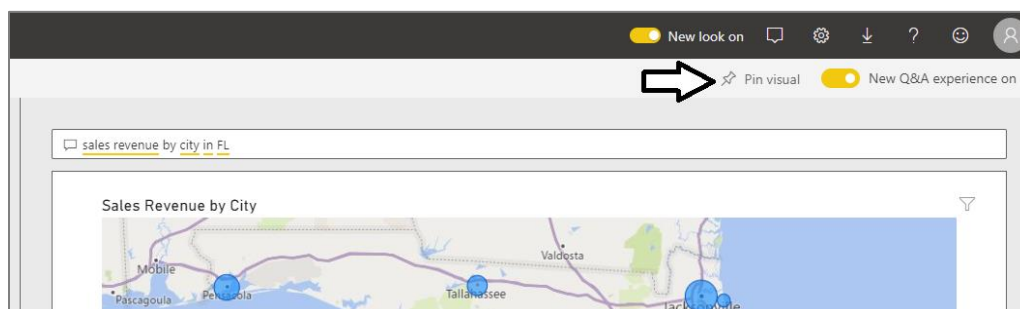 New look on
Pin visual
New Q&A experience on
sales revenue by city in FL
Sales Revenue by City
Mobile
Valdosta
Pascagoula
Pensacola
Tallahassee
Jacksonville